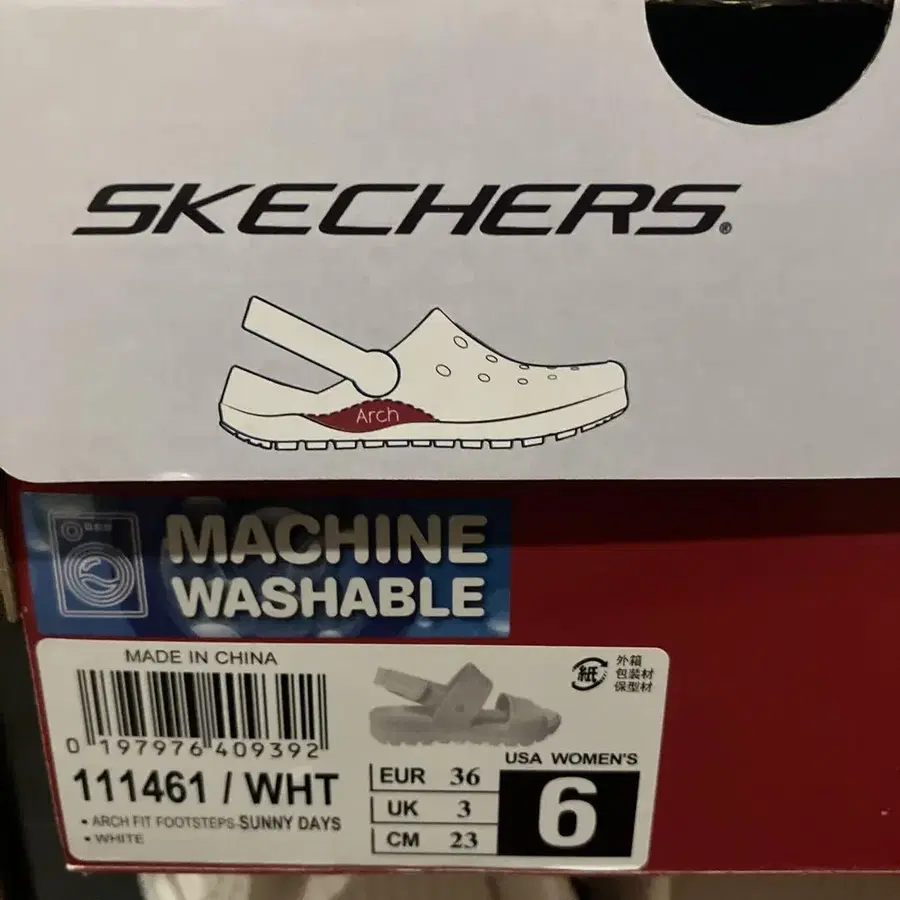 SKECHERS®
Arch
MACHINE
WASHABLE
MADE IN CHINA
紙
外箱
包装材
保型材
0 197976 409392
111461 / WHT
• ARCH FIT FOOTSTEPS-SUNNY DAYS
• WHITE
EUR 36
UK 3
CM 23
USA WOMEN'S
6